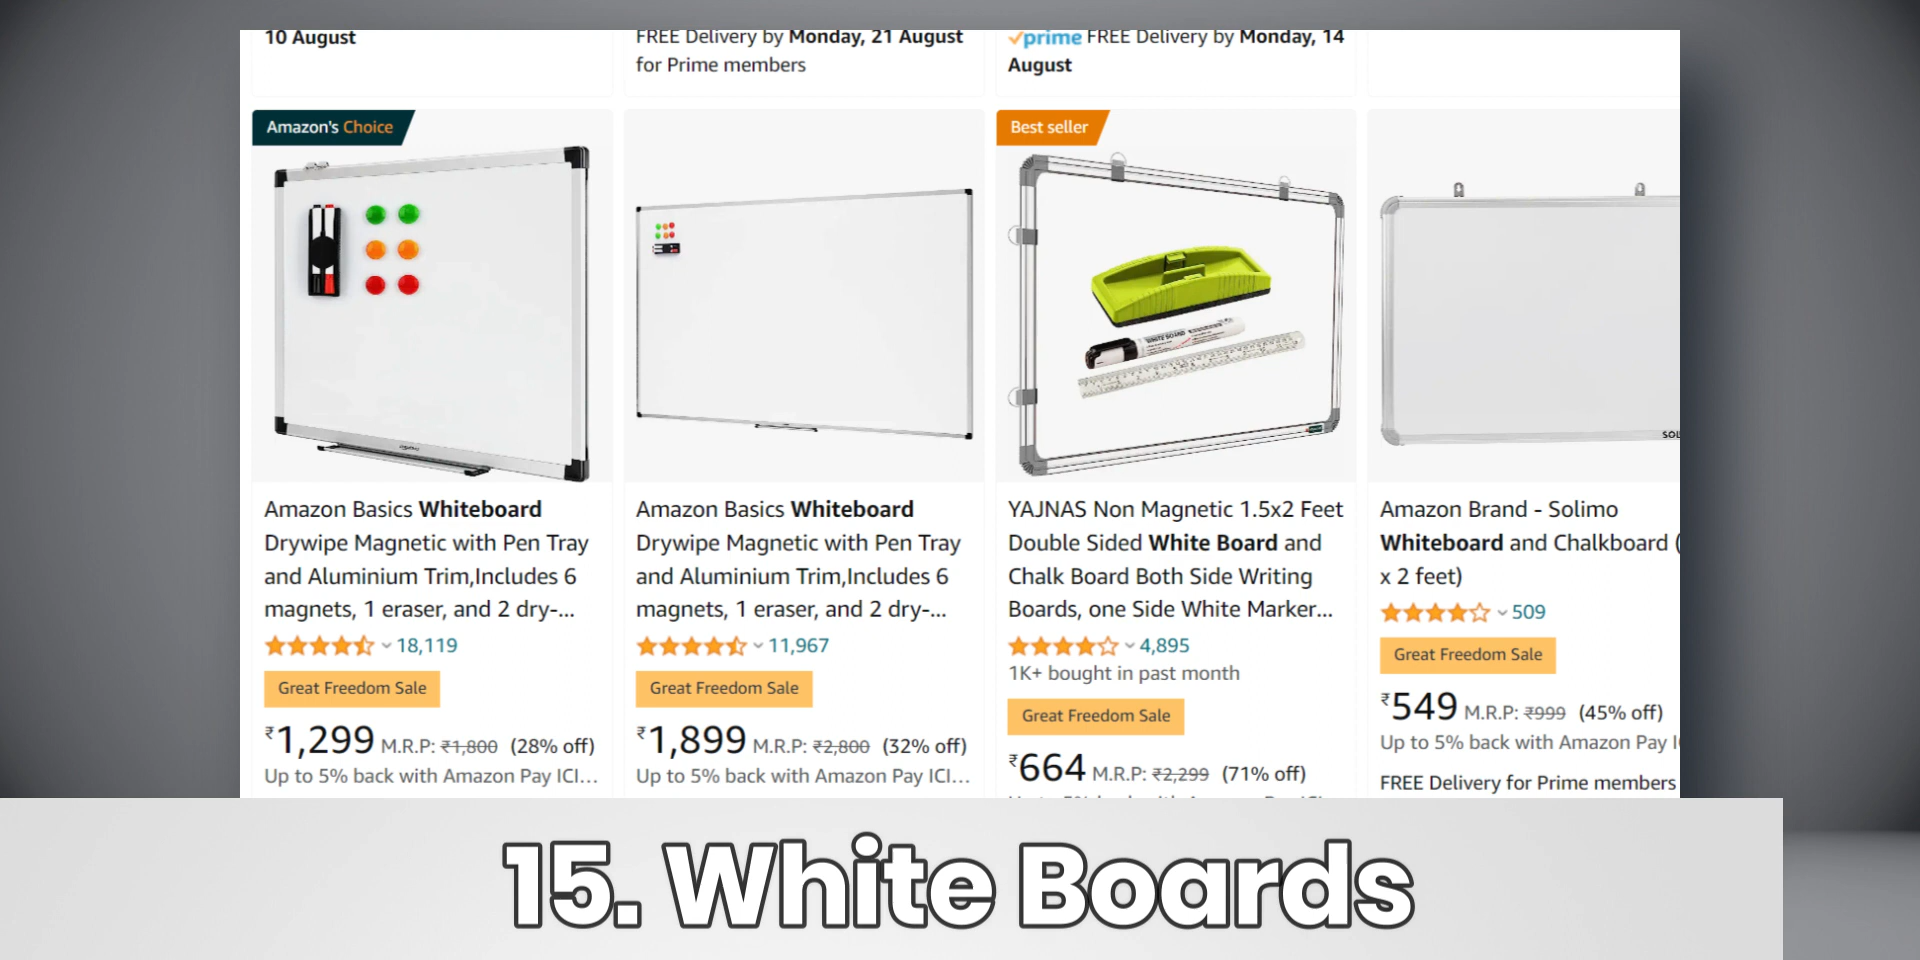 10 August
FREE Delivery by Monday, 21 August
for Prime members
prime FREE Delivery by Monday, 14
August
Amazon's Choice
Best seller
WHITE BOARD
SOL
Amazon Basics Whiteboard
Drywipe Magnetic with Pen Tray
and Aluminium Trim,Includes 6
magnets, 1 eraser, and 2 dry-...
18,119
Great Freedom Sale
₹1,299 M.R.P: ₹1,800 (28% off)
Up to 5% back with Amazon Pay ICI...
Amazon Basics Whiteboard
Drywipe Magnetic with Pen Tray
and Aluminium Trim,Includes 6
magnets, 1 eraser, and 2 dry-...
11,967
Great Freedom Sale
₹1,899 M.R.P: ₹2,800 (32% off)
Up to 5% back with Amazon Pay ICI...
YAJNAS Non Magnetic 1.5x2 Feet
Double Sided White Board and
Chalk Board Both Side Writing
Boards, one Side White Marker...
4,895
1K+ bought in past month
Great Freedom Sale
₹664 M.R.P: ₹2,299 (71% off)
Amazon Brand - Solimo
Whiteboard and Chalkboard (
x 2 feet)
509
Great Freedom Sale
₹549 M.R.P: ₹999 (45% off)
Up to 5% back with Amazon Pay I
FREE Delivery for Prime members
15. White Boards